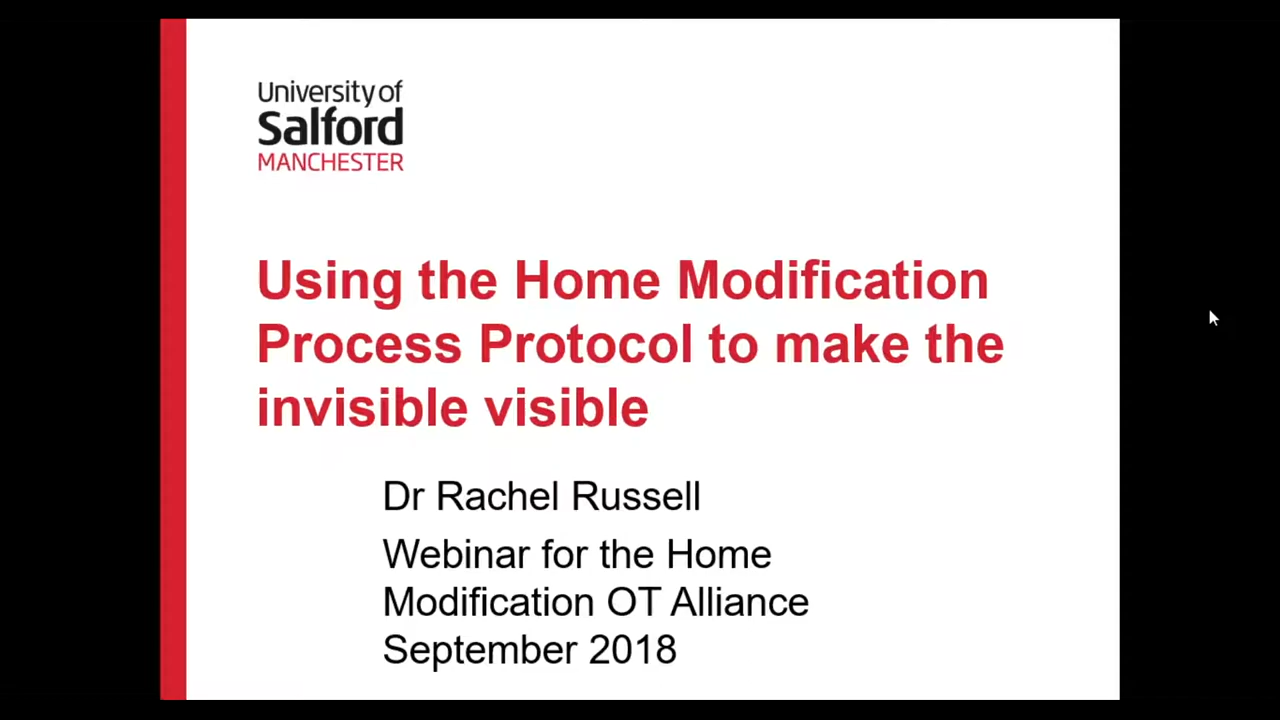 University of
Salford
MANCHESTER
Using the Home Modification
Process Protocol to make the
invisible visible
Dr Rachel Russell
Webinar for the Home
Modification OT Alliance
September 2018